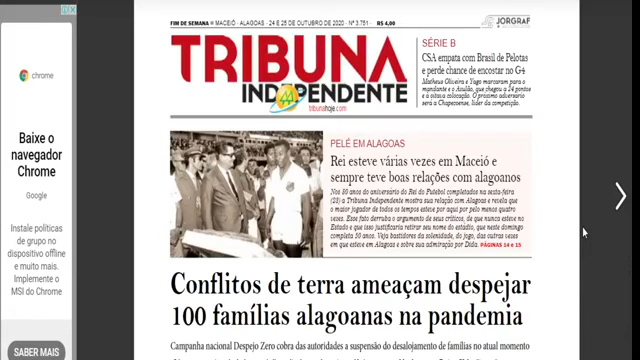 chrome
Baixe o
navegador
Chrome
Google
Instale políticas
de grupo no
dispositivo offline
e muito mais.
Implemente o
MSI do Chrome
SABER MAIS
FIM DE SEMANA ■ MACEIÓ - ALAGOAS - 24 E 25 DE OUTUBRO DE 2020 - Nº 3.751 - R$ 4,00
JORGRAF
TRIBUNA
INDEPENDENTE
tribunahoje.com
SÉRIE B
CSA empata com Brasil de Pelotas
e perde chance de encostar no G4
Matheus Oliveira e Yago marcaram para o
mandante e o Azulão, que chegou a 24 pontos
e a oitava colocação. O próximo adversário
será a Chapecoense, líder da competição.
PELÉ EM ALAGOAS
Rei esteve várias vezes em Maceió e
sempre teve boas relações com alagoanos
Nos 80 anos do aniversário do Rei do Futebol completados na sexta-feira
(23) a Tribuna Independente mostra sua relação com Alagoas e revela que
o maior jogador de todos os tempos esteve por aqui por pelo menos quatro
vezes. Esse fato derruba o argumento de seus críticos, de que nunca esteve no
Estado e que isso justificaria retirar seu nome do estádio, que neste domingo
completa 50 anos. Veja bastidores da solenidade, do jogo, das outras vezes
em que esteve em Alagoas e sobre sua admiração por Dida. PÁGINAS 14 e 15
Conflitos de terra ameaçam despejar
100 famílias alagoanas na pandemia
Campanha nacional Despejo Zero cobra das autoridades a suspensão do desalojamento de famílias no atual momento